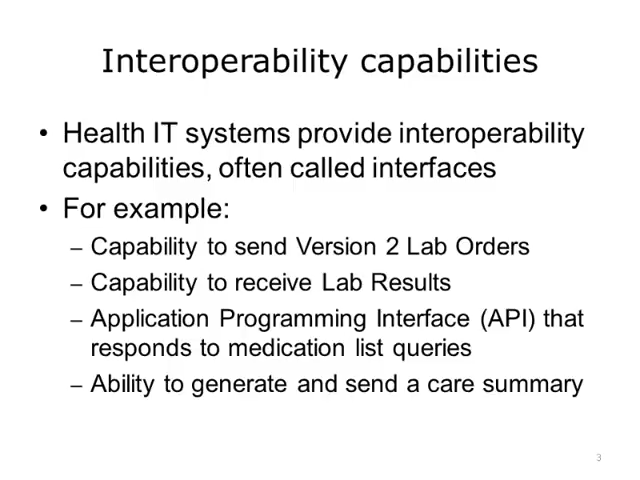 Interoperability capabilities
• Health IT systems provide interoperability
capabilities, often called interfaces
• For example:
– Capability to send Version 2 Lab Orders
– Capability to receive Lab Results
– Application Programming Interface (API) that
responds to medication list queries
– Ability to generate and send a care summary
3